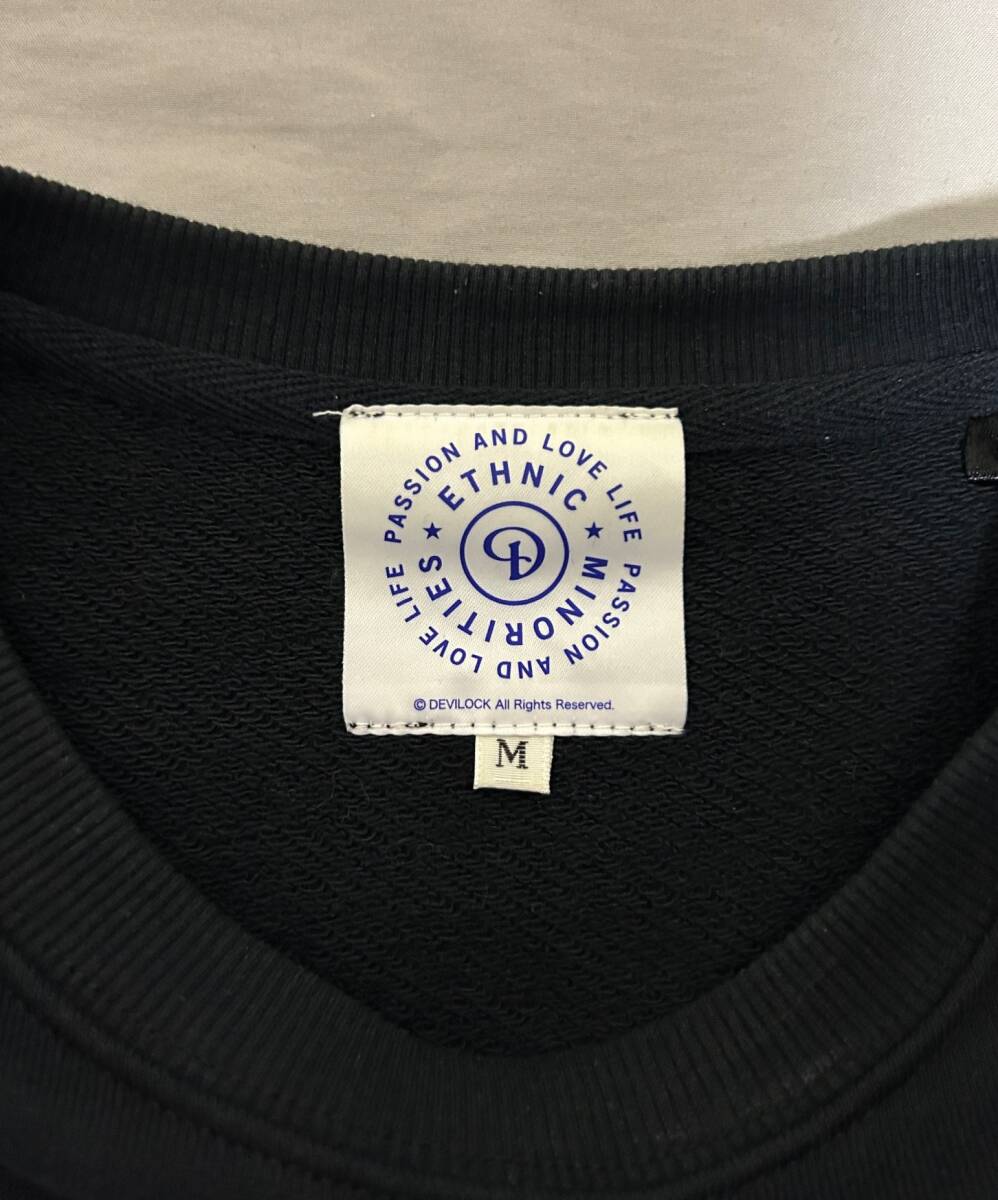 PASSION AND LOVE LIFE PASSION AND LOVE LIFE
ETHNIC ★ MINORITIES ★
D
© DEVILOCK All Rights Reserved.
M